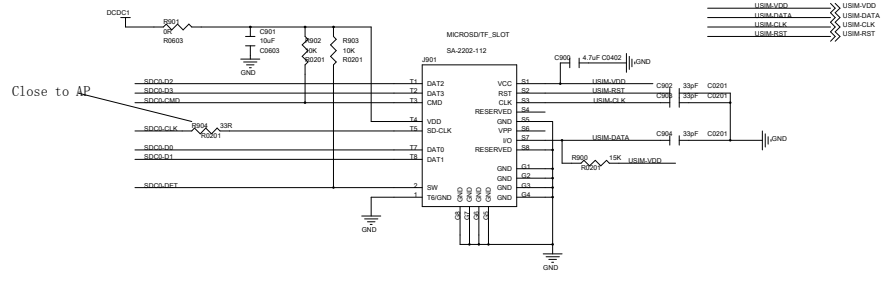 DCDC1
R901
0R
R0603
C901
10uF
C0603
GND
R902
R0201
R903
10K
R0201
MICROSD/TF_SLOT
SA-2202-112
J901
USIM-VDD
USIM-DATA
USIM-CLK
USIM-RST
USIM-VDD
USIM-DATA
USIM-CLK
USIM-RST
C900
4.7uF C0402
GND
Close to AP
SDC0-D2
SDC0-D3
SDC0-CMD
SDC0-CLK
R904
33R
R0201
SDC0-D0
SDC0-D1
SDC0-DET
T1
T2
T3
T4
T5
T7
T8
2
1
DAT2
DAT3
CMD
VDD
SD-CLK
DAT0
DAT1
SW
T6/GND
VCC
RST
CLK
RESERVED
GND
VPP
I/O
RESERVED
GND
GND
GND
GND
S1
S2
S3
S4
S5
S6
S7
S8
G1
G2
G3
G4
USIM-VDD
USIM-RST
USIM-CLK
USIM-DATA
C902
33pF
C0201
33pF
C0201
C904
33pF
C0201
GND
R900
15K
R0201
USIM-VDD
GND
GND
GND
GND
G8
G7
G6
G5
GND
GND